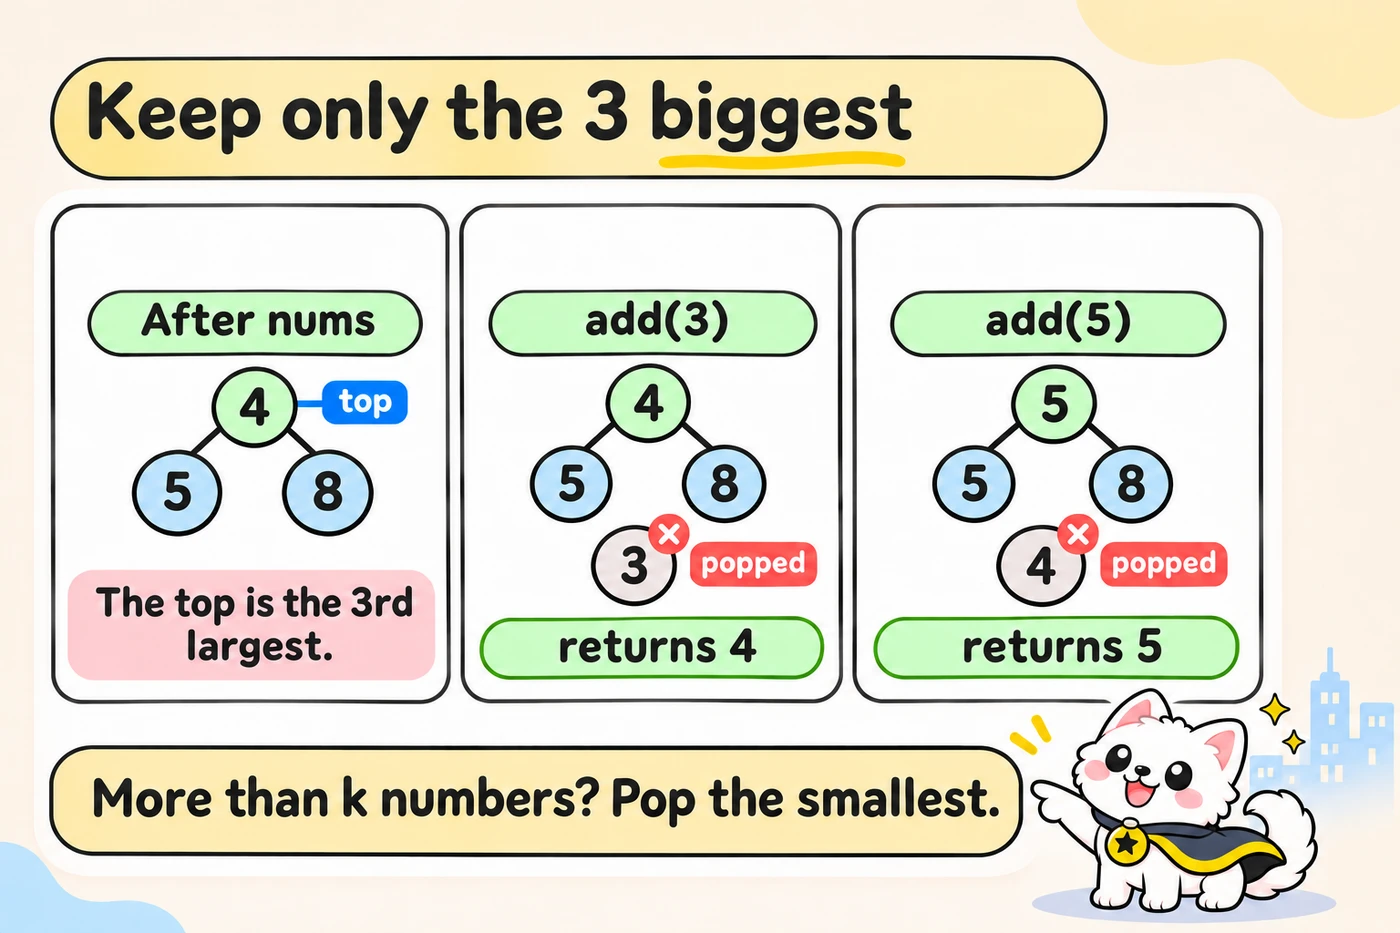 Keep only the 3 biggest
After nums
4
top
5
8
The top is the 3rd
largest.
add(3)
4
5
8
3
popped
returns 4
add(5)
5
5
8
4
popped
returns 5
More than k numbers? Pop the smallest.